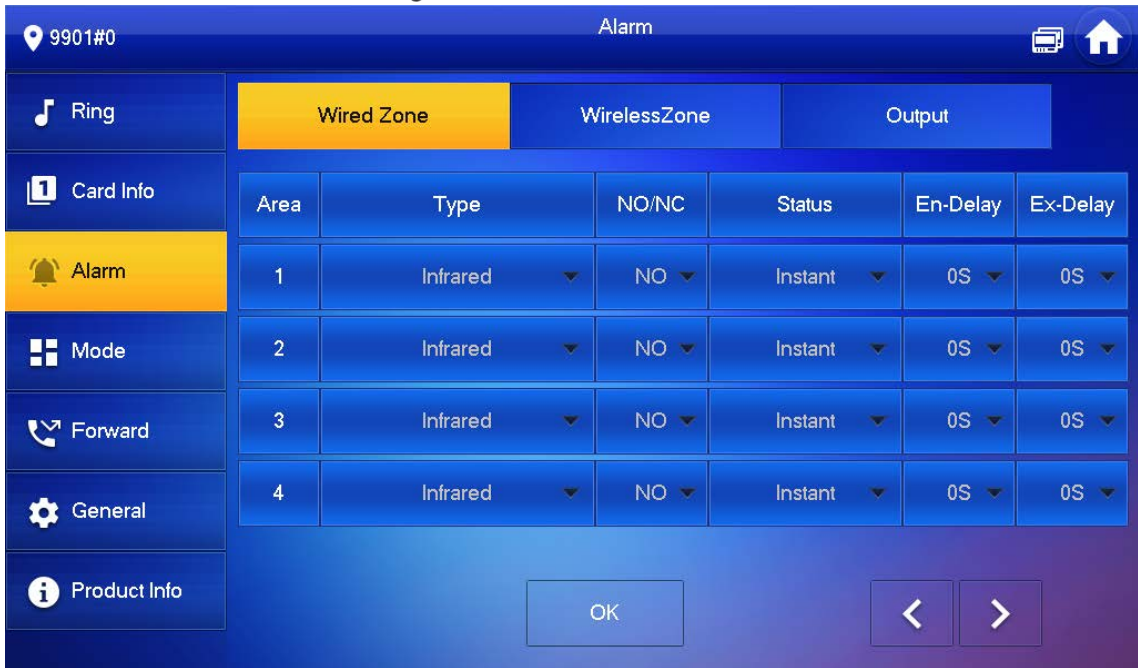 9901#0
Alarm
Ring
Card Info
Alarm
Mode
Forward
General
Product Info
Wired Zone WirelessZone Output
Area Type NO/NC Status En-Delay Ex-Delay
1 Infrared NO Instant 0S 0S
2 Infrared NO Instant 0S 0S
3 Infrared NO Instant 0S 0S
4 Infrared NO Instant 0S 0S
OK